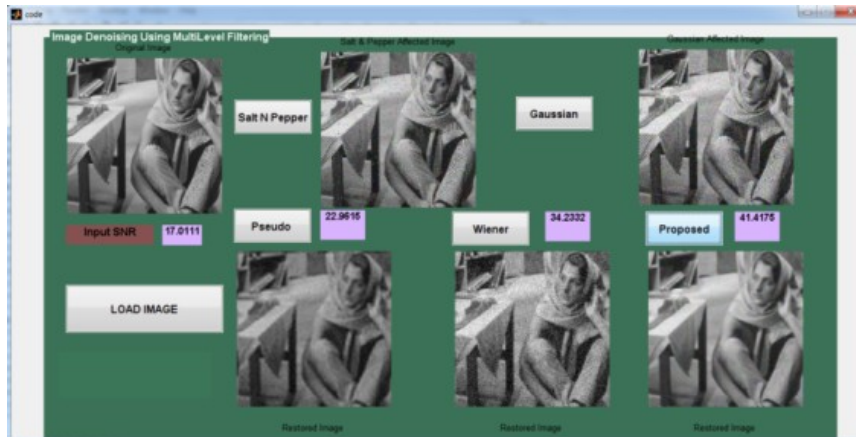 code
Image Denoising Using MultiLevel Filtering
Original Image
Salt & Pepper Affected Image
Gaussian Affected Image
Salt N Pepper
Gaussian
Input SNR
17.0111
Pseudo
22.9615
Wiener
34.2332
Proposed
41.4175
LOAD IMAGE
Restored Image
Restored Image
Restored Image